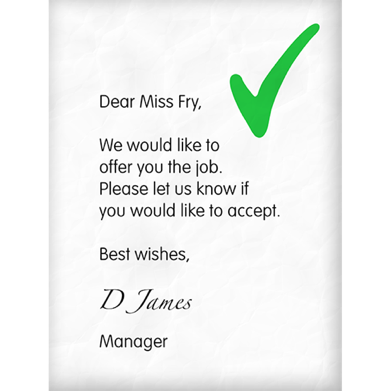 Dear Miss Fry,
We would like to
offer you the job.
Please let us know if
you would like to accept.
Best wishes,
D James
Manager